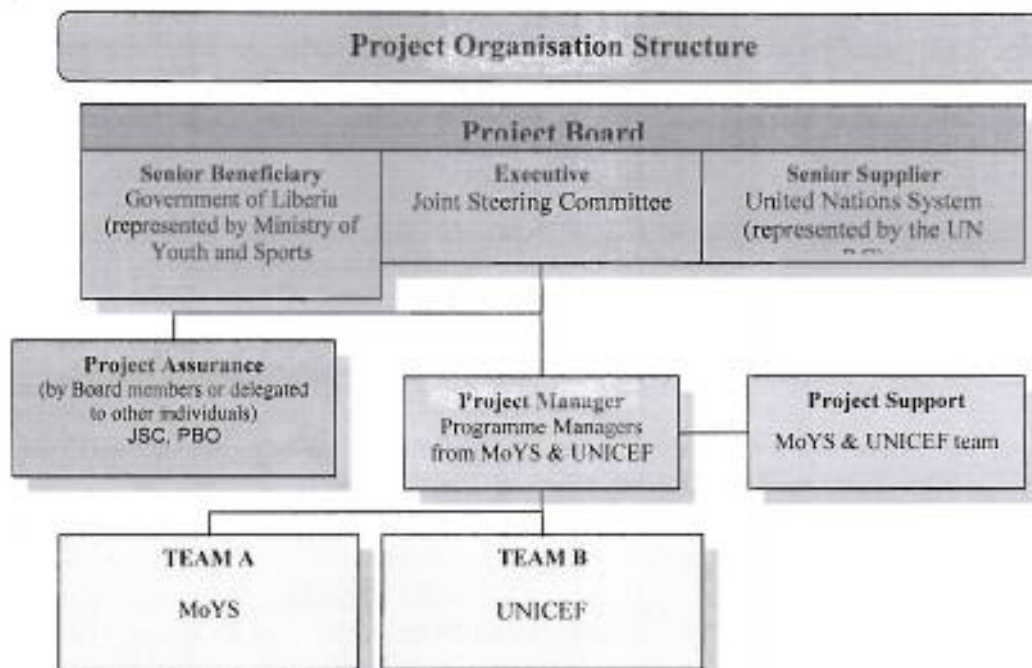 Project Organisation Structure
Project Board
Senior Beneficiary
Government of Liberia
(represented by Ministry of
Youth and Sports
Executive
Joint Steering Committee
Senior Supplier
United Nations System
(represented by the UN
Project Assurance
(by Board members or delegated
to other individuals)
JSC, PBO
Project Manager
Programme Managers
from MoYS & UNICEF
Project Support
MoYS & UNICEF team
TEAM A
MoYS
TEAM B
UNICEF